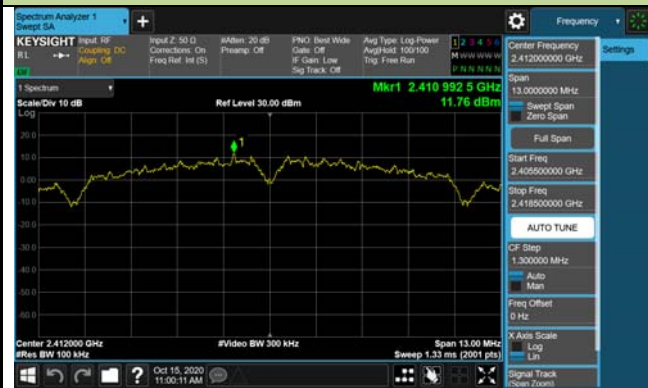 Spectrum Analyzer 1
Swept SA
+
Frequency
KEYSIGHT
RL
Input: RF
Coupling: DC
Align: Off
Input Z: 50 Ω
Corrections: On
Freq Ref: Int (S)
#Atten: 20 dB
Preamp: Off
PNO: Best Wide
Gate: Off
IF Gain: Low
Sig Track: Off
Avg Type: Log-Power
Avg|Hold: 100/100
Trig: Free Run
1 2 3 4 5 6
M W W W W W
P N N N N N
1 Spectrum
Scale/Div 10 dB
Log
Ref Level 30.00 dBm
Mkr1 2.410 992 5 GHz
11.76 dBm
1
20.0
10.0
0.00
-10.0
-20.0
-30.0
-40.0
-50.0
-60.0
Center 2.412000 GHz
#Res BW 100 kHz
#Video BW 300 kHz
Span 13.00 MHz
Sweep 1.33 ms (2001 pts)
Oct 15, 2020
11:00:11 AM
?
Center Frequency
2.412000000 GHz
Span
13.0000000 MHz
Swept Span
Zero Span
Full Span
Start Freq
2.405500000 GHz
Stop Freq
2.418500000 GHz
AUTO TUNE
CF Step
1.300000 MHz
Auto
Man
Freq Offset
0 Hz
X Axis Scale
Log
Lin
Signal Track
(Span Zoom)
Settings